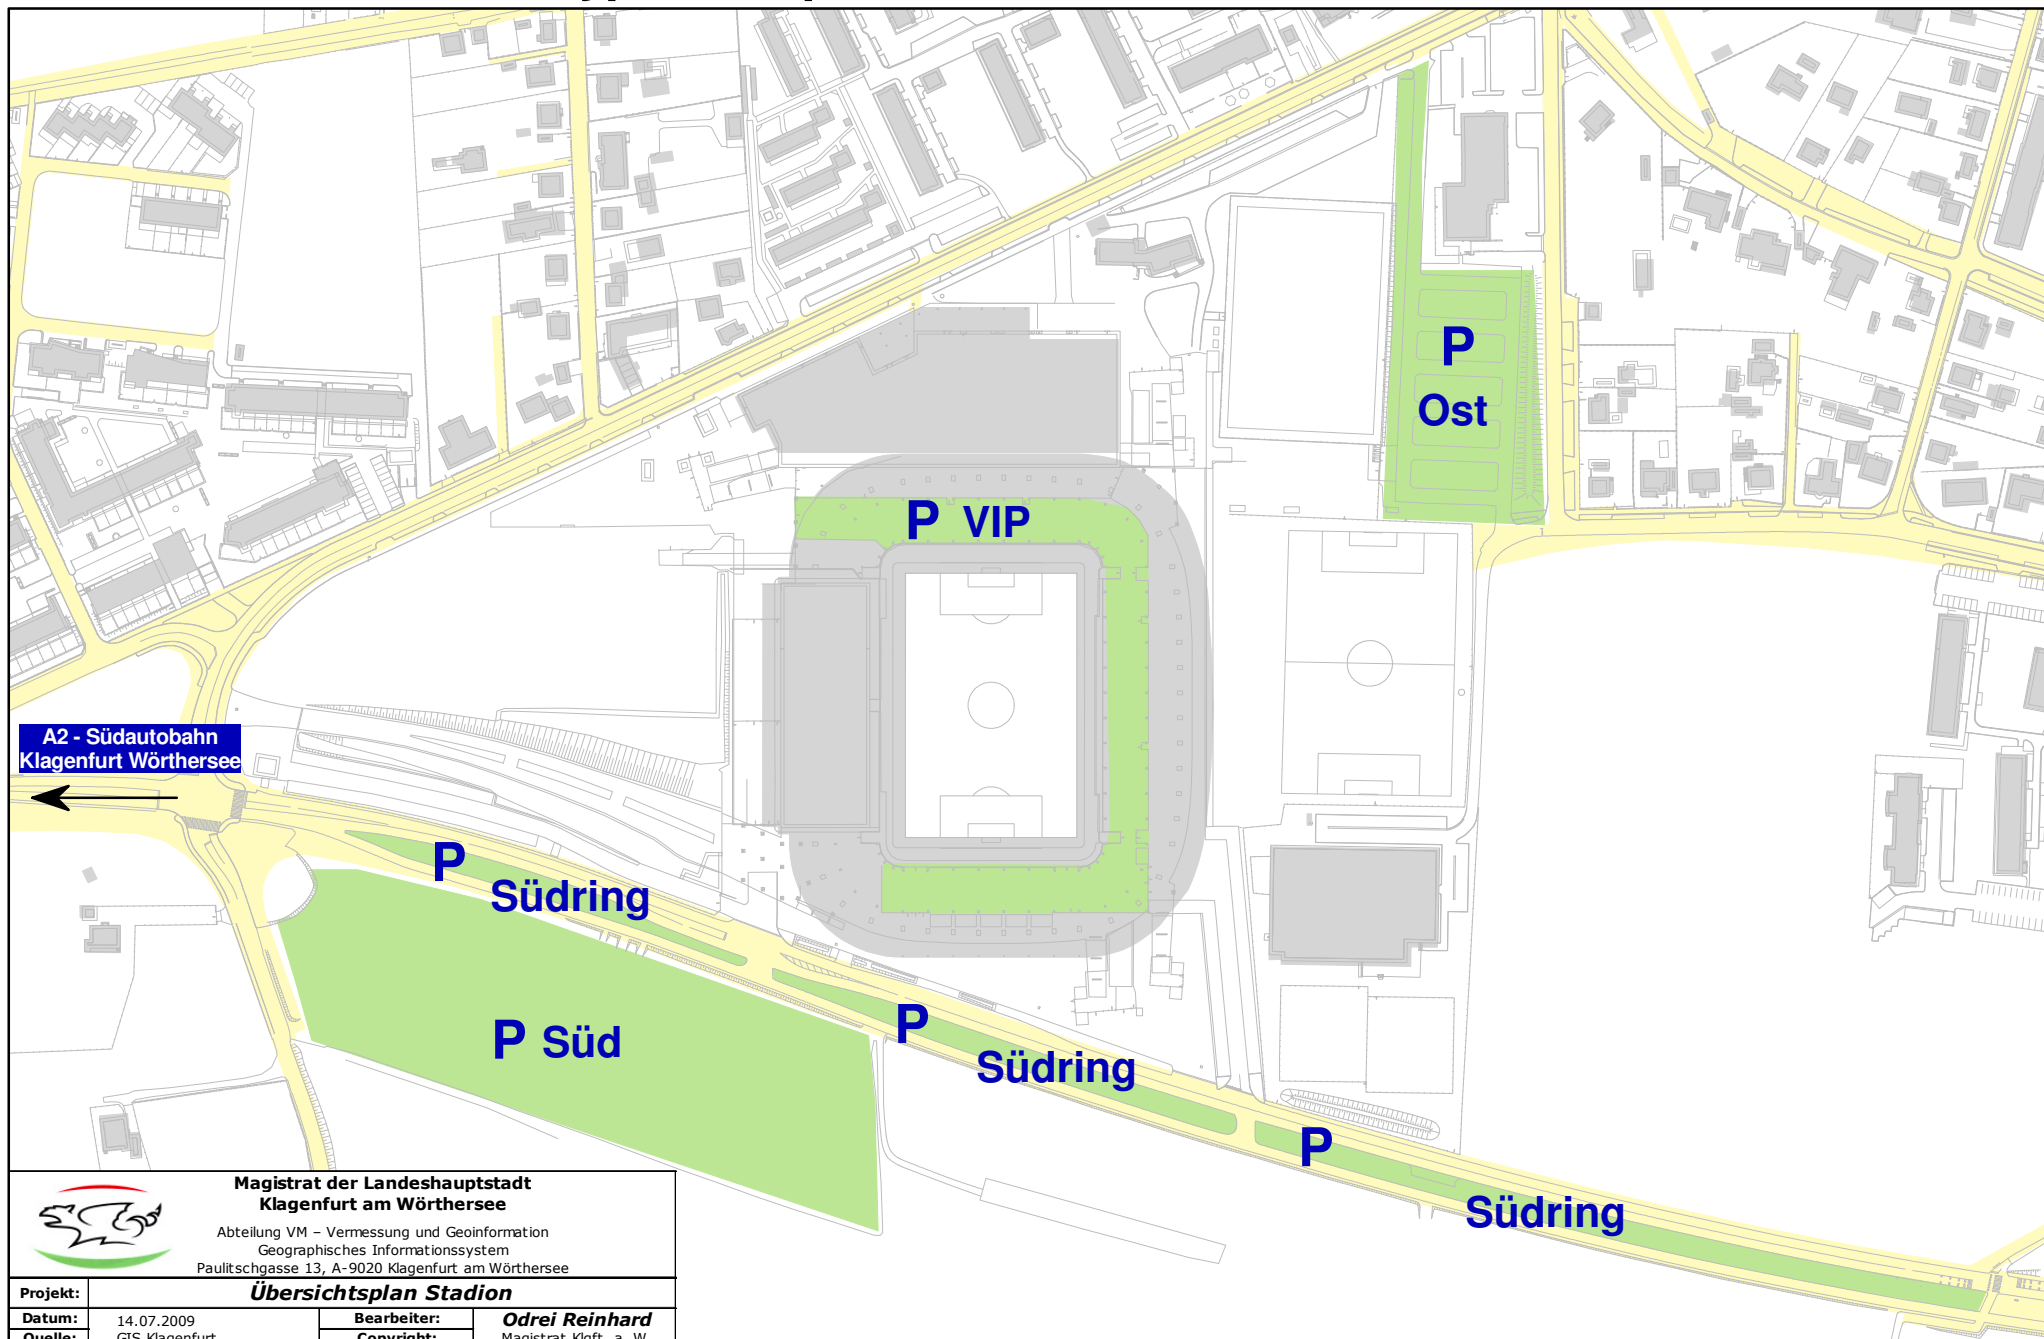 P
Ost
P VIP
A2 - Südautobahn
Klagenfurt Wörthersee
P
Südring
P Süd
P
Südring
P
Südring
Magistrat der Landeshauptstadt
Klagenfurt am Wörthersee
Abteilung VM – Vermessung und Geoinformation
Geographisches Informationssystem
Paulitschgasse 13, A-9020 Klagenfurt am Wörthersee
Projekt: Übersichtsplan Stadion
Datum: 14.07.2009 Bearbeiter: Odrei Reinhard
Quelle: GIS Klagenfurt Copyright: Magistrat Klgft. a. W.